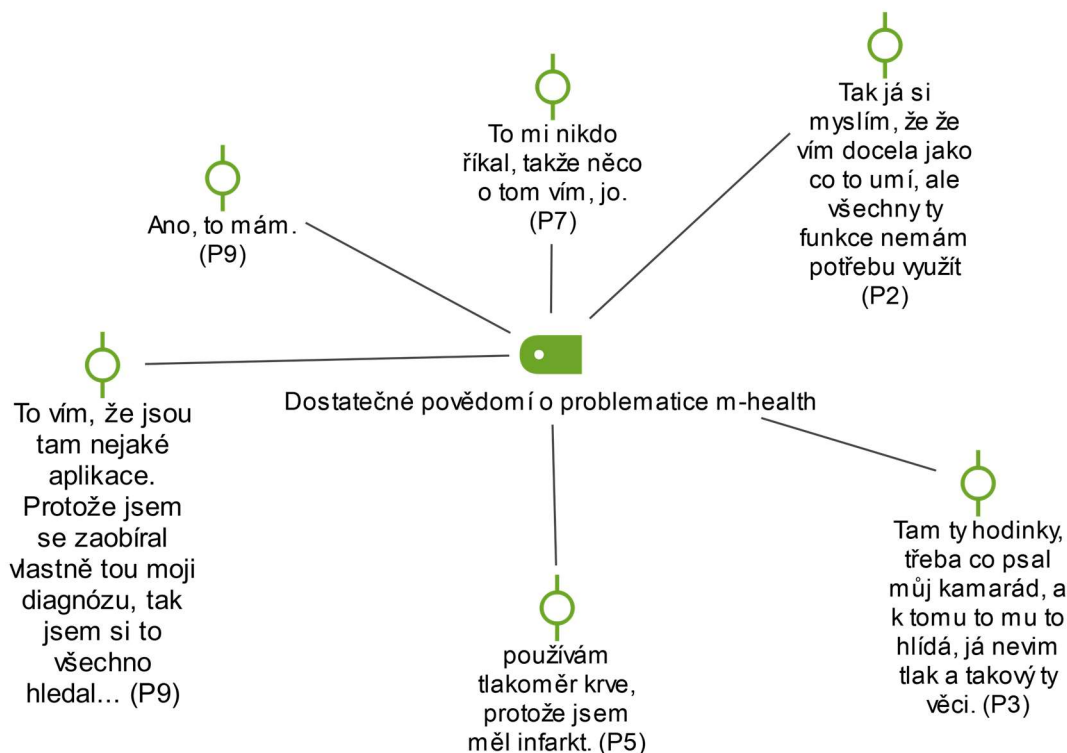 Tak já si
myslím, že že
vím docela jako
co to umí, ale
všechny ty
funkce nemám
potřebu využít
(P2)
To mi nikdo
říkal, takže něco
o tom vím, jo.
(P7)
Ano, to mám.
(P9)
Dostatečné povědomí o problematice m-health
To vím, že jsou
tam nejaké
aplikace.
Protože jsem
se zaobíral
vlastně tou moji
diagnózu, tak
jsem si to
všechno
hledal... (P9)
Tam ty hodinky,
třeba co psal
můj kamarád, a
k tomu to mu to
hlídá, já nevim
tlak a takový ty
věci. (P3)
používám
tlakoměr krve,
protože jsem
měl infarkt. (P5)